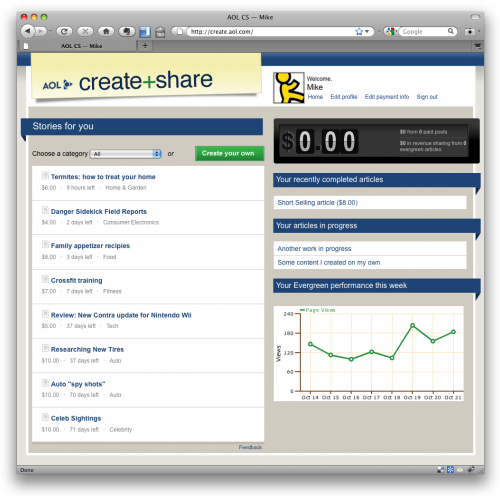 AOL CS — Mike
http://create.aol.com/
Google
AOL CS — Mike
AOL create+share
Welcome,
Mike
Home Edit profile Edit payment info Sign out
Stories for you
Choose a category All or Create your own
Termites: how to treat your home
$6.00 · 9 hours left · Home & Garden
Danger Sidekick Field Reports
$4.00 · 2 days left · Consumer Electronics
Family appetizer recipies
$8.00 · 3 days left · Food
Crossfit training
$7.00 · 7 days left · Fitness
Review: New Contra update for Nintendo Wii
$5.00 · 37 days left · Tech
Researching New Tires
$10.00 · 37 days left · Auto
Auto "spy shots"
$10.00 · 70 days left · Auto
Celeb Sightings
$10.00 · 71 days left · Celebrity
Feedback
$0.00
$0 from 0 paid posts
$0 in revenue sharing from 0
evergreen articles.
Your recently completed articles
Short Selling article ($8.00)
Your articles in progress
Another work in progress
Some content I created on my own
Your Evergreen performance this week
Page Views
240
180
120
60
0
Views
Oct 14 Oct 15 Oct 16 Oct 17 Oct 18 Oct 19 Oct 20 Oct 21
Done